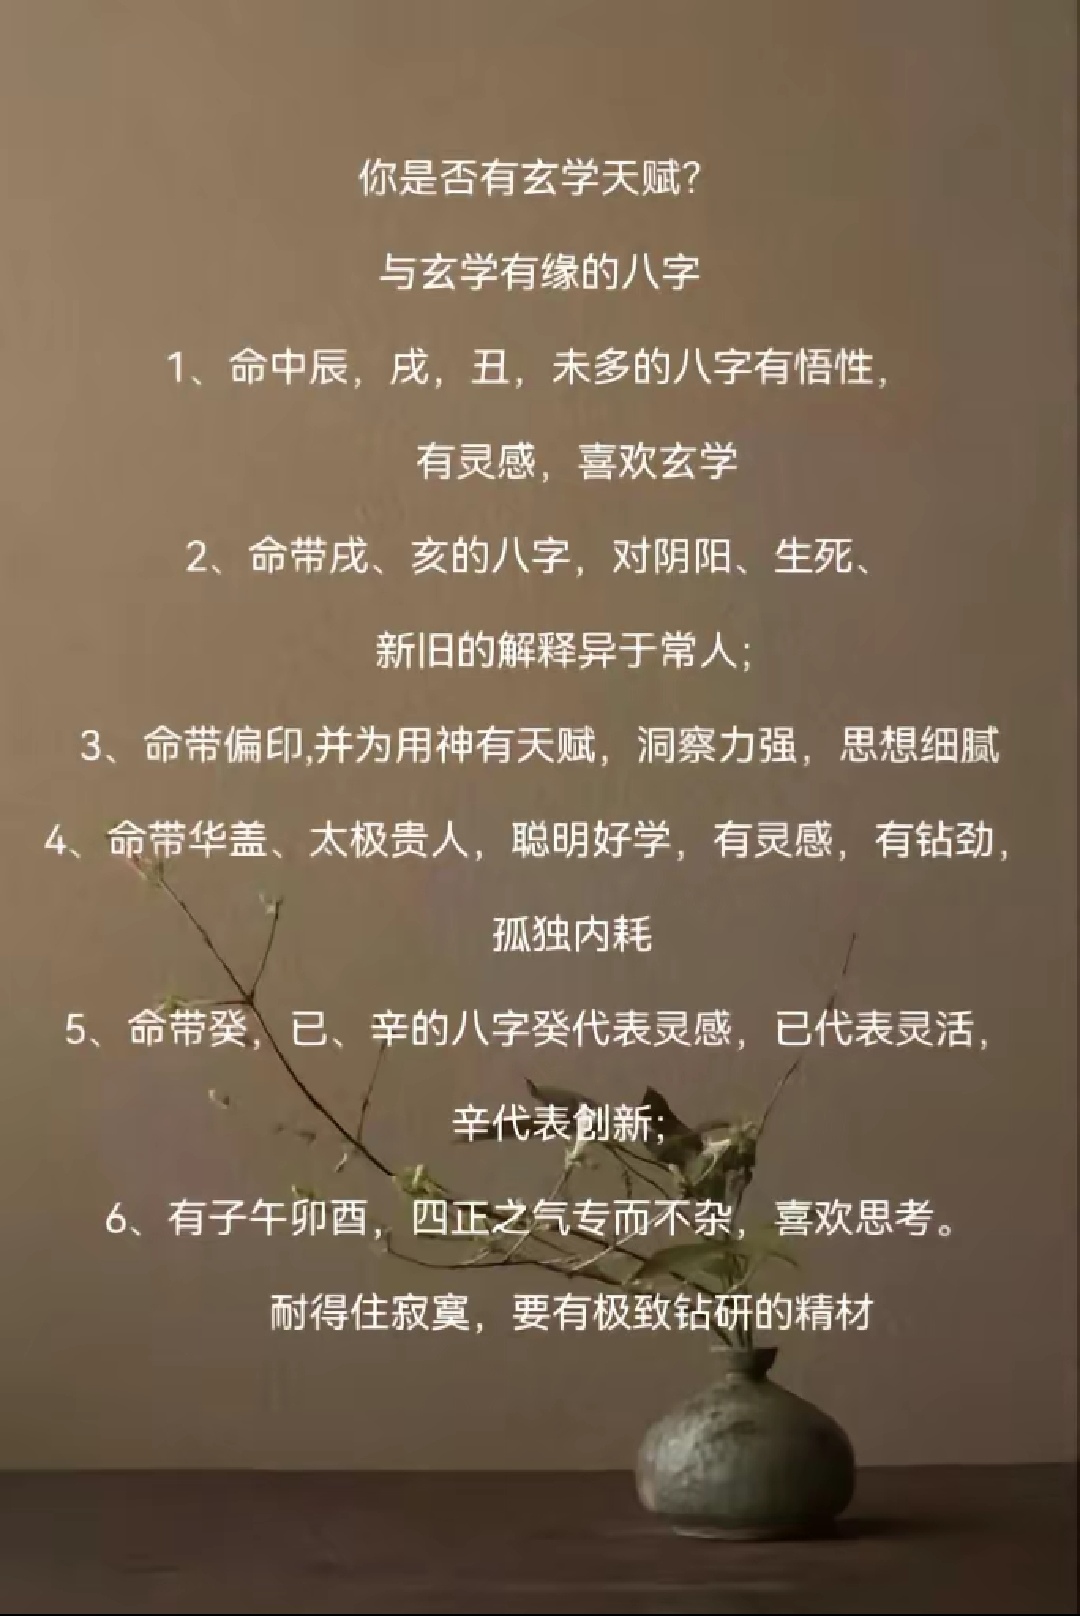 你是否有玄学天赋?
与玄学有缘的八字
1、命中辰，戌，丑，未多的八字有悟性，
有灵感，喜欢玄学
2、命带戌、亥的八字，对阴阳、生死、
新旧的解释异于常人;
3、命带偏印,并为用神有天赋，洞察力强，思想细腻
4、命带华盖、太极贵人，聪明好学，有灵感，有钻劲，
孤独内耗
5、命带癸，已、辛的八字癸代表灵感，已代表灵活，
辛代表创新;
6、有子午卯酉，四正之气专而不杂，喜欢思考。
耐得住寂寞，要有极致钻研的精材